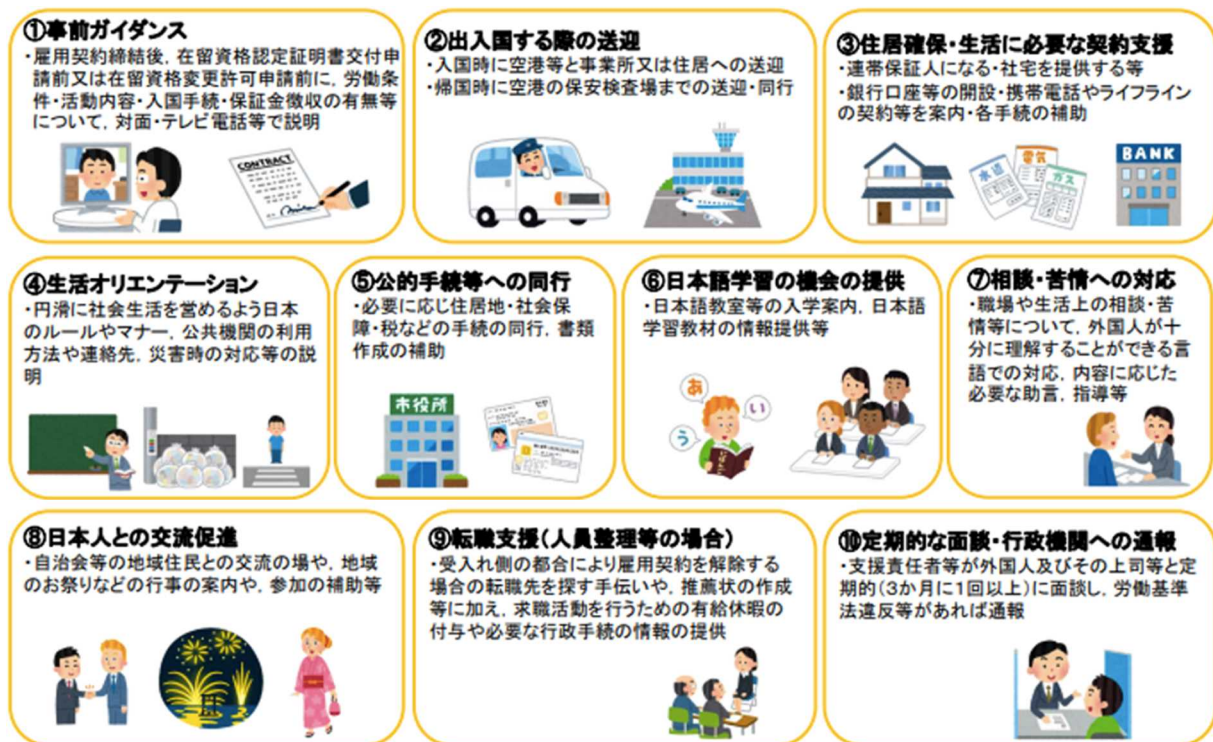 ①事前ガイダンス
・雇用契約締結後，在留資格認定証明書交付申
請前又は在留資格変更許可申請前に，労働条
件・活動内容・入国手続・保証金徴収の有無等
について，対面・テレビ電話等で説明
CONTRACT
②出入国する際の送迎
・入国時に空港等と事業所又は住居への送迎
・帰国時に空港の保安検査場までの送迎・同行
③住居確保・生活に必要な契約支援
・連帯保証人になる・社宅を提供する等
・銀行口座等の開設・携帯電話やライフライン
の契約等を案内・各手続の補助
水道
電気
ガス
BANK
④生活オリエンテーション
・円滑に社会生活を営めるよう日本
のルールやマナー，公共機関の利用
方法や連絡先，災害時の対応等の説
明
⑤公的手続等への同行
・必要に応じ住居地・社会保
障・税などの手続の同行，書類
作成の補助
市役所
⑥日本語学習の機会の提供
・日本語教室等の入学案内，日本語
学習教材の情報提供等
あ
い
う
にほんご
⑦相談・苦情への対応
・職場や生活上の相談・苦
情等について，外国人が十
分に理解することができる言
語での対応，内容に応じた
必要な助言，指導等
⑧日本人との交流促進
・自治会等の地域住民との交流の場や，地域
のお祭りなどの行事の案内や，参加の補助等
⑨転職支援（人員整理等の場合）
・受入れ側の都合により雇用契約を解除する
場合の転職先を探す手伝いや，推薦状の作成
等に加え，求職活動を行うための有給休暇の
付与や必要な行政手続の情報の提供
⑩定期的な面談・行政機関への通報
・支援責任者等が外国人及びその上司等と定
期的（3か月に1回以上）に面談し，労働基準
法違反等があれば通報